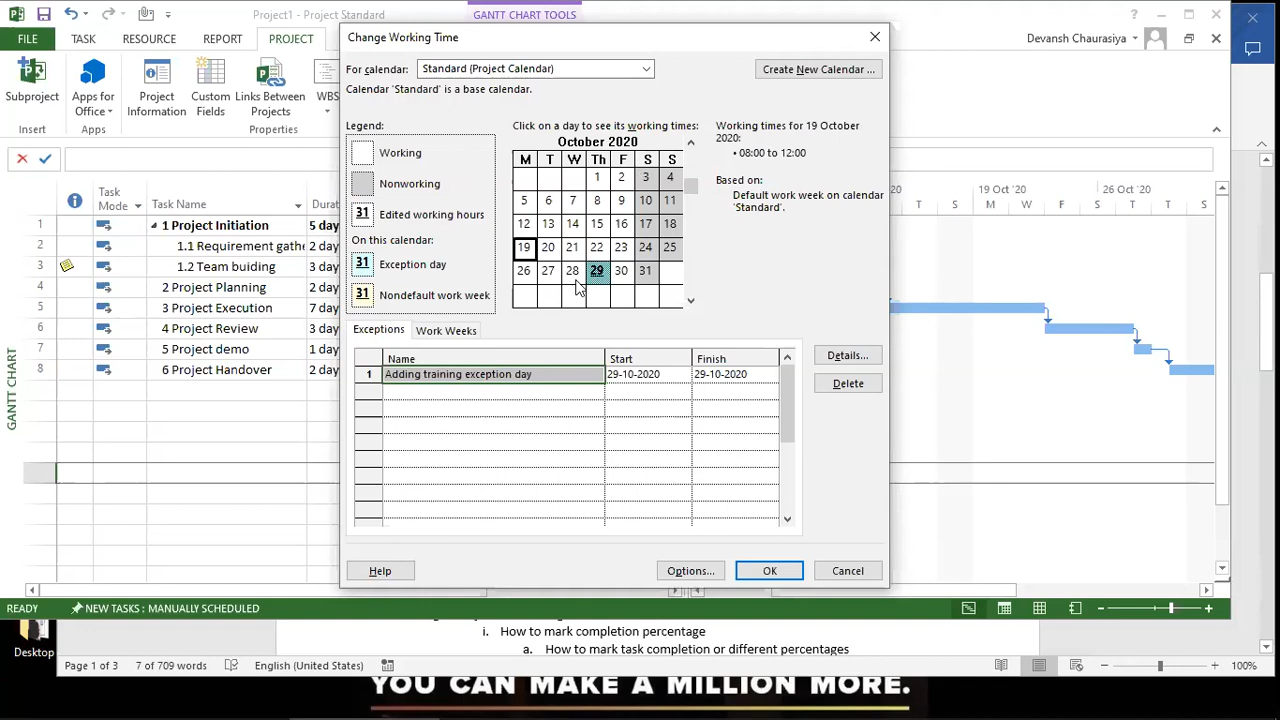 Project1 - Project Standard
GANTT CHART TOOLS
FILE TASK RESOURCE REPORT PROJECT
Devansh Chaurasiya
Subproject
Apps for Office
Project Information
Custom Fields
Links Between Projects
WBS
Insert Apps Properties
Change Working Time
For calendar: Standard (Project Calendar)
Create New Calendar ...
Calendar 'Standard' is a base calendar.
Legend:
Working
Nonworking
31 Edited working hours
On this calendar:
31 Exception day
31 Nondefault work week
Click on a day to see its working times:
October 2020
M T W Th F S S
1 2 3 4
5 6 7 8 9 10 11
12 13 14 15 16 17 18
19 20 21 22 23 24 25
26 27 28 29 30 31
Working times for 19 October 2020:
• 08:00 to 12:00
Based on:
Default work week on calendar 'Standard'.
Exceptions Work Weeks
Name Start Finish
1 Adding training exception day 29-10-2020 29-10-2020
Details...
Delete
Help Options... OK Cancel
Task Mode Task Name Durat
1 1 Project Initiation 5 day
2 1.1 Requirement gathe 2 day
3 1.2 Team buiding 3 day
4 2 Project Planning 2 day
5 3 Project Execution 7 day
6 4 Project Review 3 day
7 5 Project demo 1 day
8 6 Project Handover 2 day
GANTT CHART
20 19 Oct '20 26 Oct '20
T S M W F S T T S
READY NEW TASKS : MANUALLY SCHEDULED
i. How to mark completion percentage
a. How to mark task completion or different percentages
Desktop
Page 1 of 3 7 of 709 words English (United States) 100%
YOU CAN MAKE A MILLION MORE.